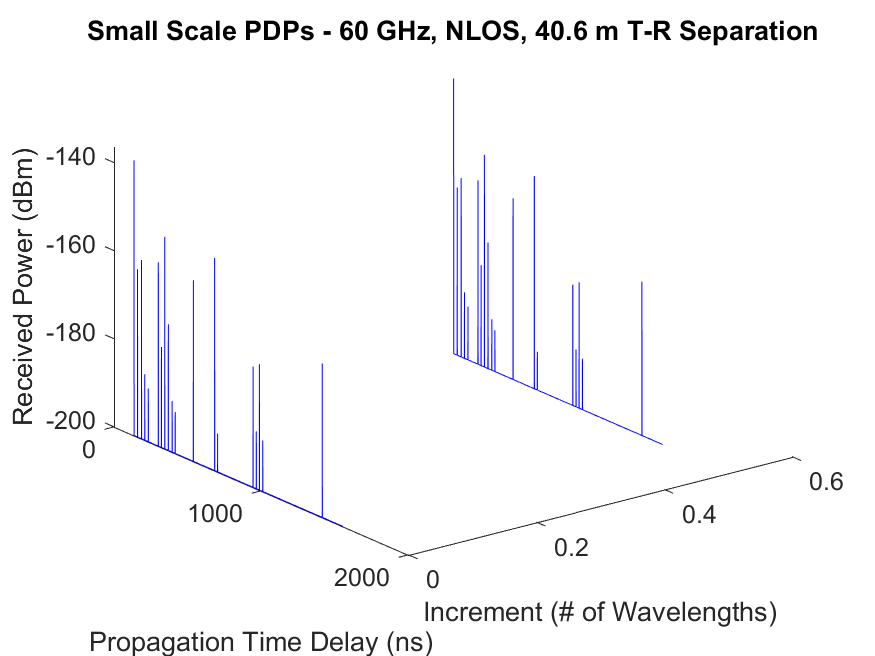 Small Scale PDPs - 60 GHz, NLOS, 40.6 m T-R Separation
Received Power (dBm)
-140
-160
-180
-200
0
1000
2000
Propagation Time Delay (ns)
0
0.2
0.4
0.6
Increment (# of Wavelengths)